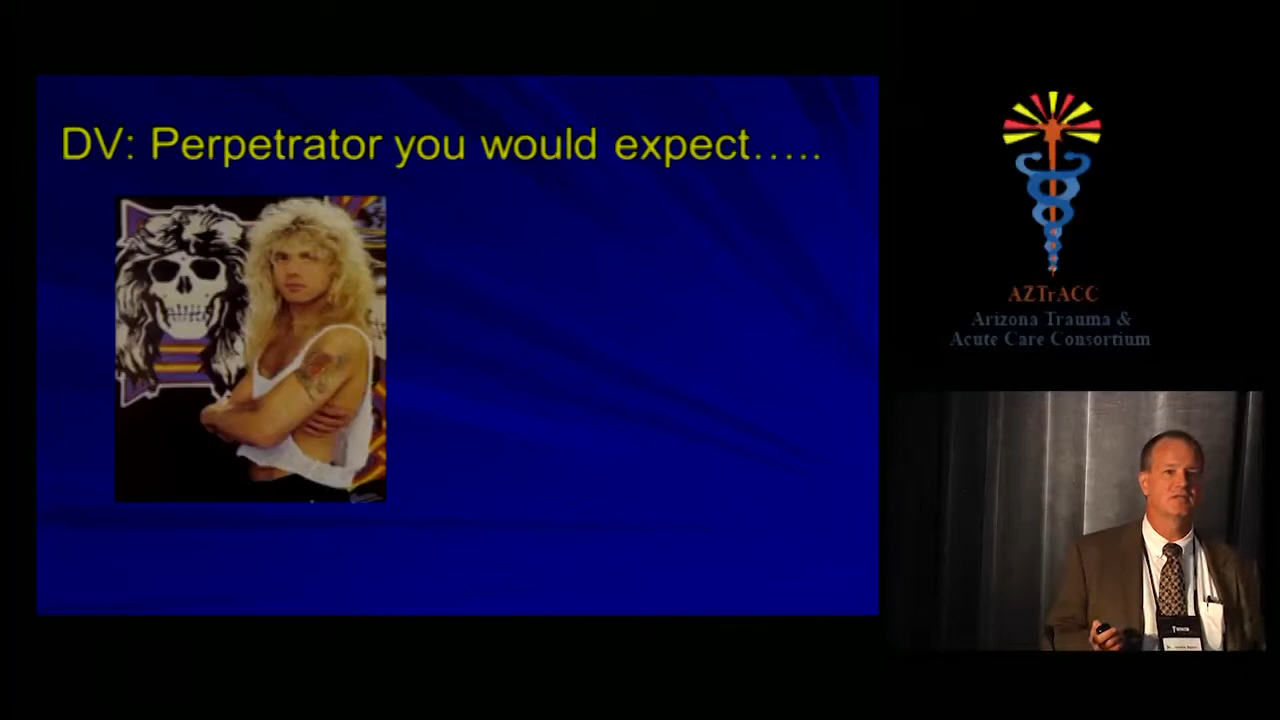 DV: Perpetrator you would expect…..
AZTrACC
Arizona Trauma &
Acute Care Consortium